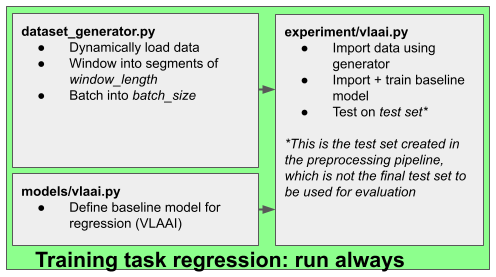 dataset_generator.py
● Dynamically load data
● Window into segments of
window_length
● Batch into batch_size
models/vlaai.py
● Define baseline model for
regression (VLAAI)
experiment/vlaai.py
● Import data using
generator
● Import + train baseline
model
● Test on test set*
*This is the test set created in
the preprocessing pipeline,
which is not the final test set to
be used for evaluation
Training task regression: run always